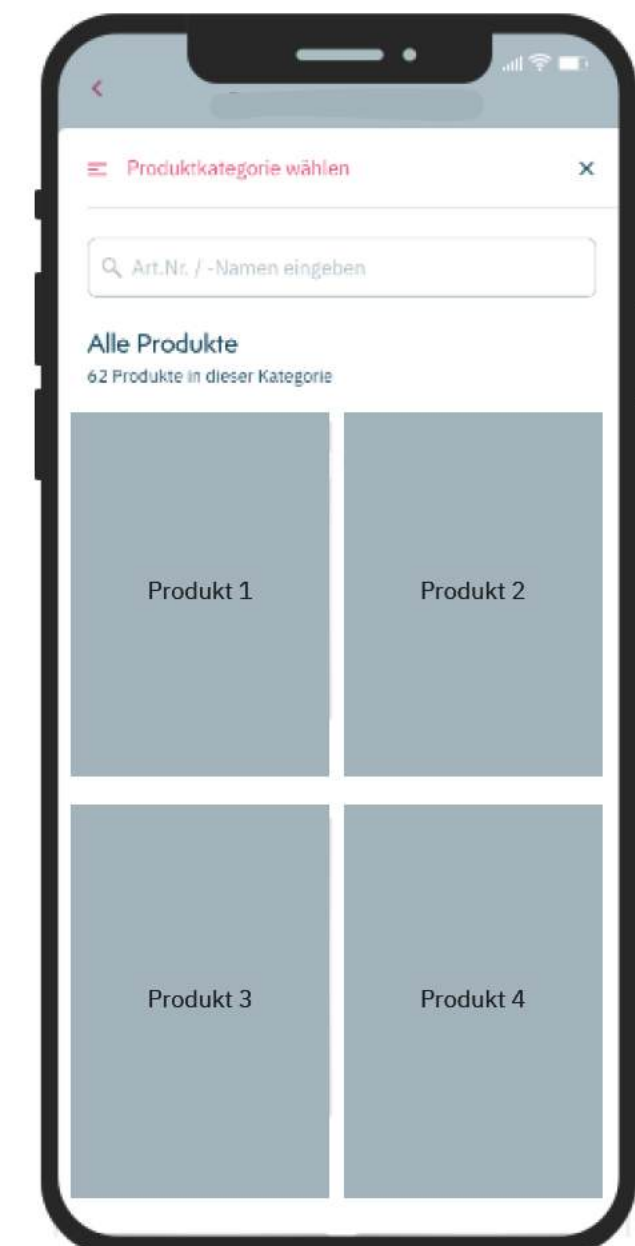 Produktkategorie wählen
Art.Nr. / -Namen eingeben
Alle Produkte
62 Produkte in dieser Kategorie
Produkt 1
Produkt 2
Produkt 3
Produkt 4